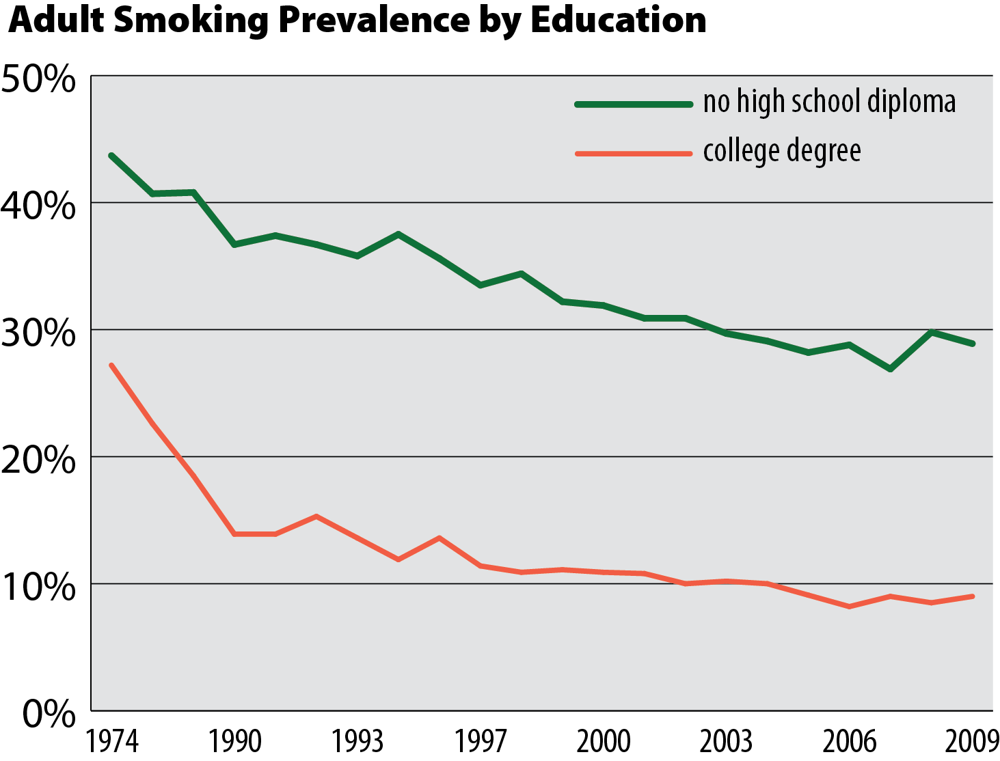 Adult Smoking Prevalence by Education
50%
no high school diploma
college degree
40%
30%
20%
10%
0%
1974 1990 1993 1997 2000 2003 2006 2009